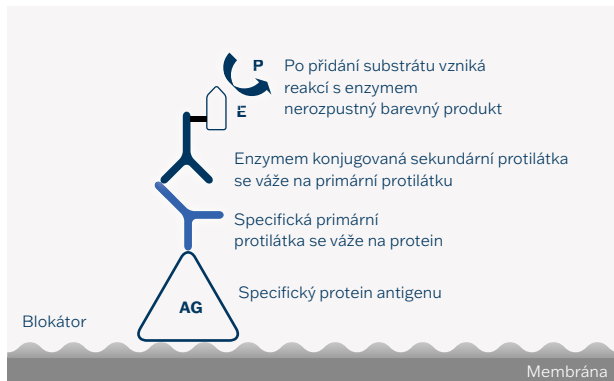 P
Po přidání substrátu vzniká
reakcí s enzymem
nerozpustný barevný produkt
E
Enzymem konjugovaná sekundární protilátka
se váže na primární protilátku
Specifická primární
protilátka se váže na protein
Specifický protein antigenu
AG
Blokátor
Membrána